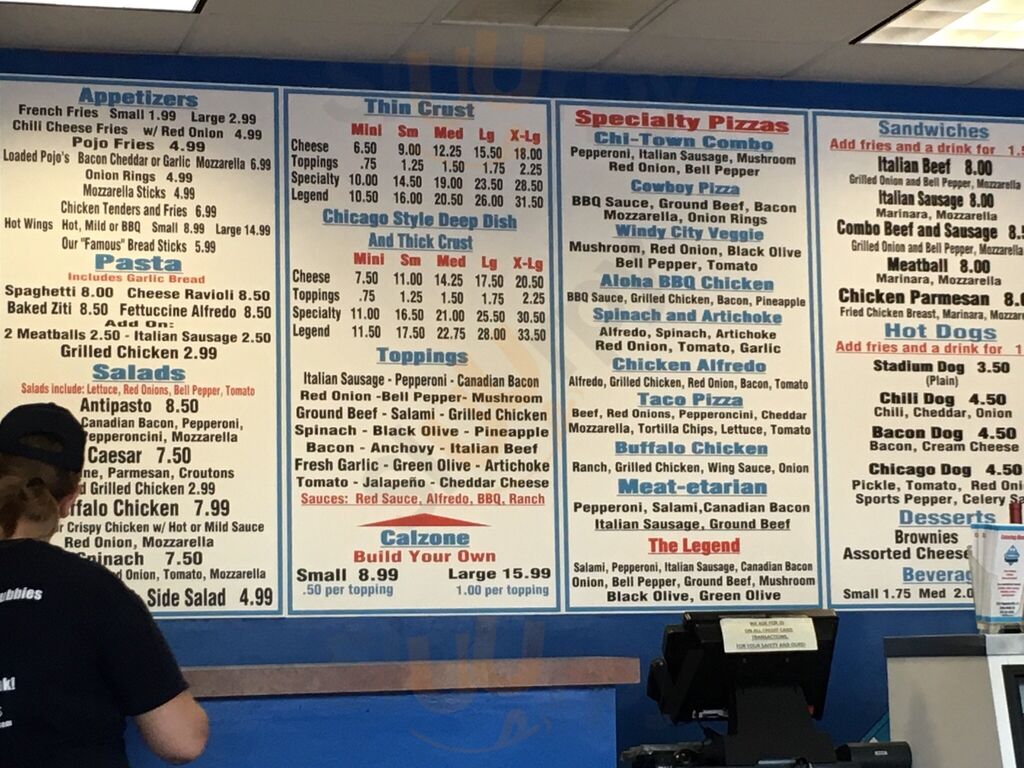 Appetizers
French Fries Small 1.99 Large 2.99
Chili Cheese Fries w/ Red Onion 4.99
Pojo Fries 4.99
Loaded Pojo's Bacon Cheddar or Garlic Mozzarella 6.99
Onion Rings 4.99
Mozzarella Sticks 4.99
Chicken Tenders and Fries 6.99
Hot Wings Hot, Mild or BBQ Small 8.99 Large 14.99
Our "Famous" Bread Sticks 5.99
Pasta
Includes Garlic Bread
Spaghetti 8.00 Cheese Ravioli 8.50
Baked Ziti 8.50 Fettuccine Alfredo 8.50
Add On:
2 Meatballs 2.50 - Italian Sausage 2.50
Grilled Chicken 2.99
Salads
Salads include: Lettuce, Red Onions, Bell Pepper, Tomato
Antipasto 8.50
Canadian Bacon, Pepperoni,
Pepperoncini, Mozzarella
Caesar 7.50
Parmesan, Croutons
Grilled Chicken 2.99
Chicken 7.99
Crispy Chicken w/ Hot or Mild Sauce
Red Onion, Mozzarella
Spinach 7.50
Onion, Tomato, Mozzarella
Side Salad 4.99
Thin Crust
Mini Sm Med Lg X-Lg
Cheese 6.50 9.00 12.25 15.50 18.00
Toppings .75 1.25 1.50 1.75 2.25
Specialty 10.00 14.50 19.00 23.50 28.50
Legend 10.50 16.00 20.50 26.00 31.50
Chicago Style Deep Dish
And Thick Crust
Mini Sm Med Lg X-Lg
Cheese 7.50 11.00 14.25 17.50 20.50
Toppings .75 1.25 1.50 1.75 2.25
Specialty 11.00 16.50 21.00 25.50 30.50
Legend 11.50 17.50 22.75 28.00 33.50
Toppings
Italian Sausage - Pepperoni - Canadian Bacon
Red Onion -Bell Pepper- Mushroom
Ground Beef - Salami - Grilled Chicken
Spinach - Black Olive - Pineapple
Bacon - Anchovy - Italian Beef
Fresh Garlic - Green Olive - Artichoke
Tomato - Jalapeño - Cheddar Cheese
Sauces: Red Sauce, Alfredo, BBQ, Ranch
Calzone
Build Your Own
Small 8.99 Large 15.99
.50 per topping 1.00 per topping
Specialty Pizzas
Chi-Town Combo
Pepperoni, Italian Sausage, Mushroom
Red Onion, Bell Pepper
Cowboy Pizza
BBQ Sauce, Ground Beef, Bacon
Mozzarella, Onion Rings
Windy City Veggie
Mushroom, Red Onion, Black Olive
Bell Pepper, Tomato
Aloha BBQ Chicken
BBQ Sauce, Grilled Chicken, Bacon, Pineapple
Spinach and Artichoke
Alfredo, Spinach, Artichoke
Red Onion, Tomato, Garlic
Chicken Alfredo
Alfredo, Grilled Chicken, Red Onion, Bacon, Tomato
Taco Pizza
Beef, Red Onions, Pepperoncini, Cheddar
Mozzarella, Tortilla Chips, Lettuce, Tomato
Buffalo Chicken
Ranch, Grilled Chicken, Wing Sauce, Onion
Meat-etarian
Pepperoni, Salami, Canadian Bacon
Italian Sausage, Ground Beef
The Legend
Salami, Pepperoni, Italian Sausage, Canadian Bacon
Onion, Bell Pepper, Ground Beef, Mushroom
Black Olive, Green Olive
Sandwiches
Add fries and a drink for
Italian Beef 8.00
Grilled Onion and Bell Pepper, Mozzarella
Italian Sausage 8.00
Marinara, Mozzarella
Combo Beef and Sausage
Grilled Onion and Bell Pepper, Mozzarella
Meatball 8.00
Marinara, Mozzarella
Chicken Parmesan
Fried Chicken Breast, Marinara,
Hot Dogs
Add fries and a drink for
Stadium Dog 3.50
(Plain)
Chili Dog 4.50
Chili, Cheddar, Onion
Bacon Dog 4.50
Bacon, Cream Cheese
Chicago Dog 4.50
Pickle, Tomato, Red
Sports Pepper, Celery
Desserts
Brownies
Assorted Cheese
Small 1.75 Med
WE ASK FOR ID
ON ALL CREDIT CARD
TRANSACTIONS.
FOR YOUR SAFETY AND OURS!